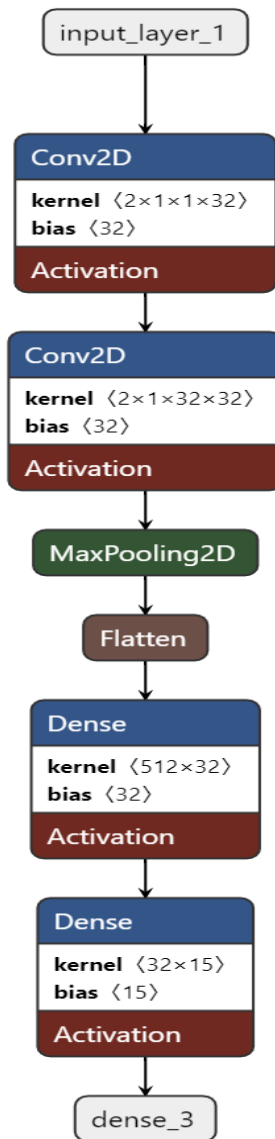 input_layer_1
Conv2D
kernel 〈2×1×1×32〉
bias 〈32〉
Activation
Conv2D
kernel 〈2×1×32×32〉
bias 〈32〉
Activation
MaxPooling2D
Flatten
Dense
kernel 〈512×32〉
bias 〈32〉
Activation
Dense
kernel 〈32×15〉
bias 〈15〉
Activation
dense_3